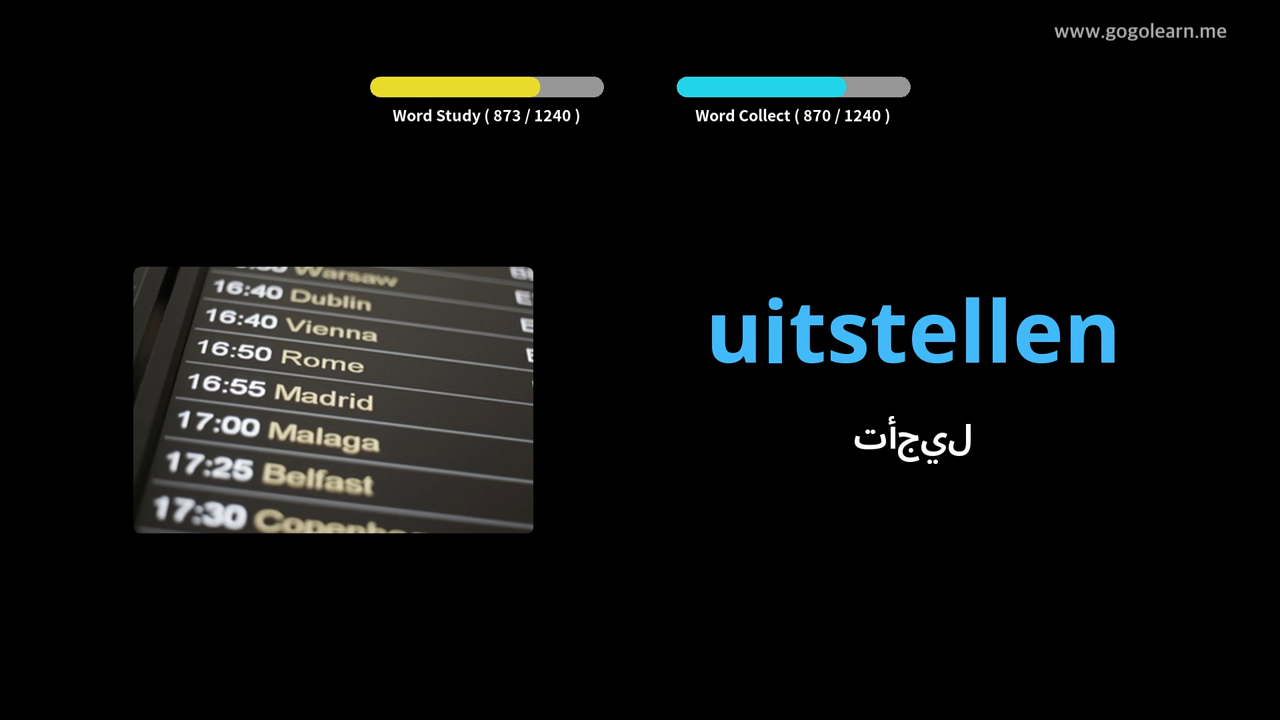 www.gogolearn.me
Word Study ( 873 / 1240 )
Word Collect ( 870 / 1240 )
Warsaw
16:40 Dublin
16:40 Vienna
16:50 Rome
16:55 Madrid
17:00 Malaga
17:25 Belfast
17:30
uitstellen
ليجأت